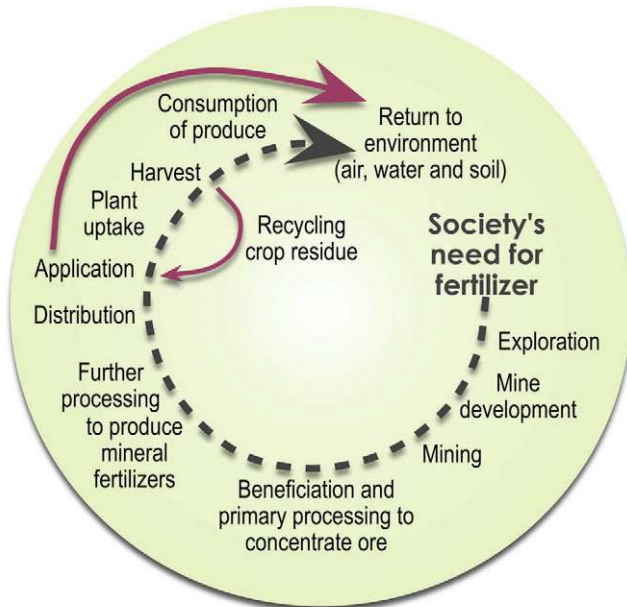 Society's
need for
fertilizer
Exploration
Mine
development
Mining
Beneficiation and
primary processing to
concentrate ore
Further
processing
to produce
mineral
fertilizers
Distribution
Application
Plant
uptake
Harvest
Recycling
crop residue
Consumption
of produce
Return to
environment
(air, water and soil)